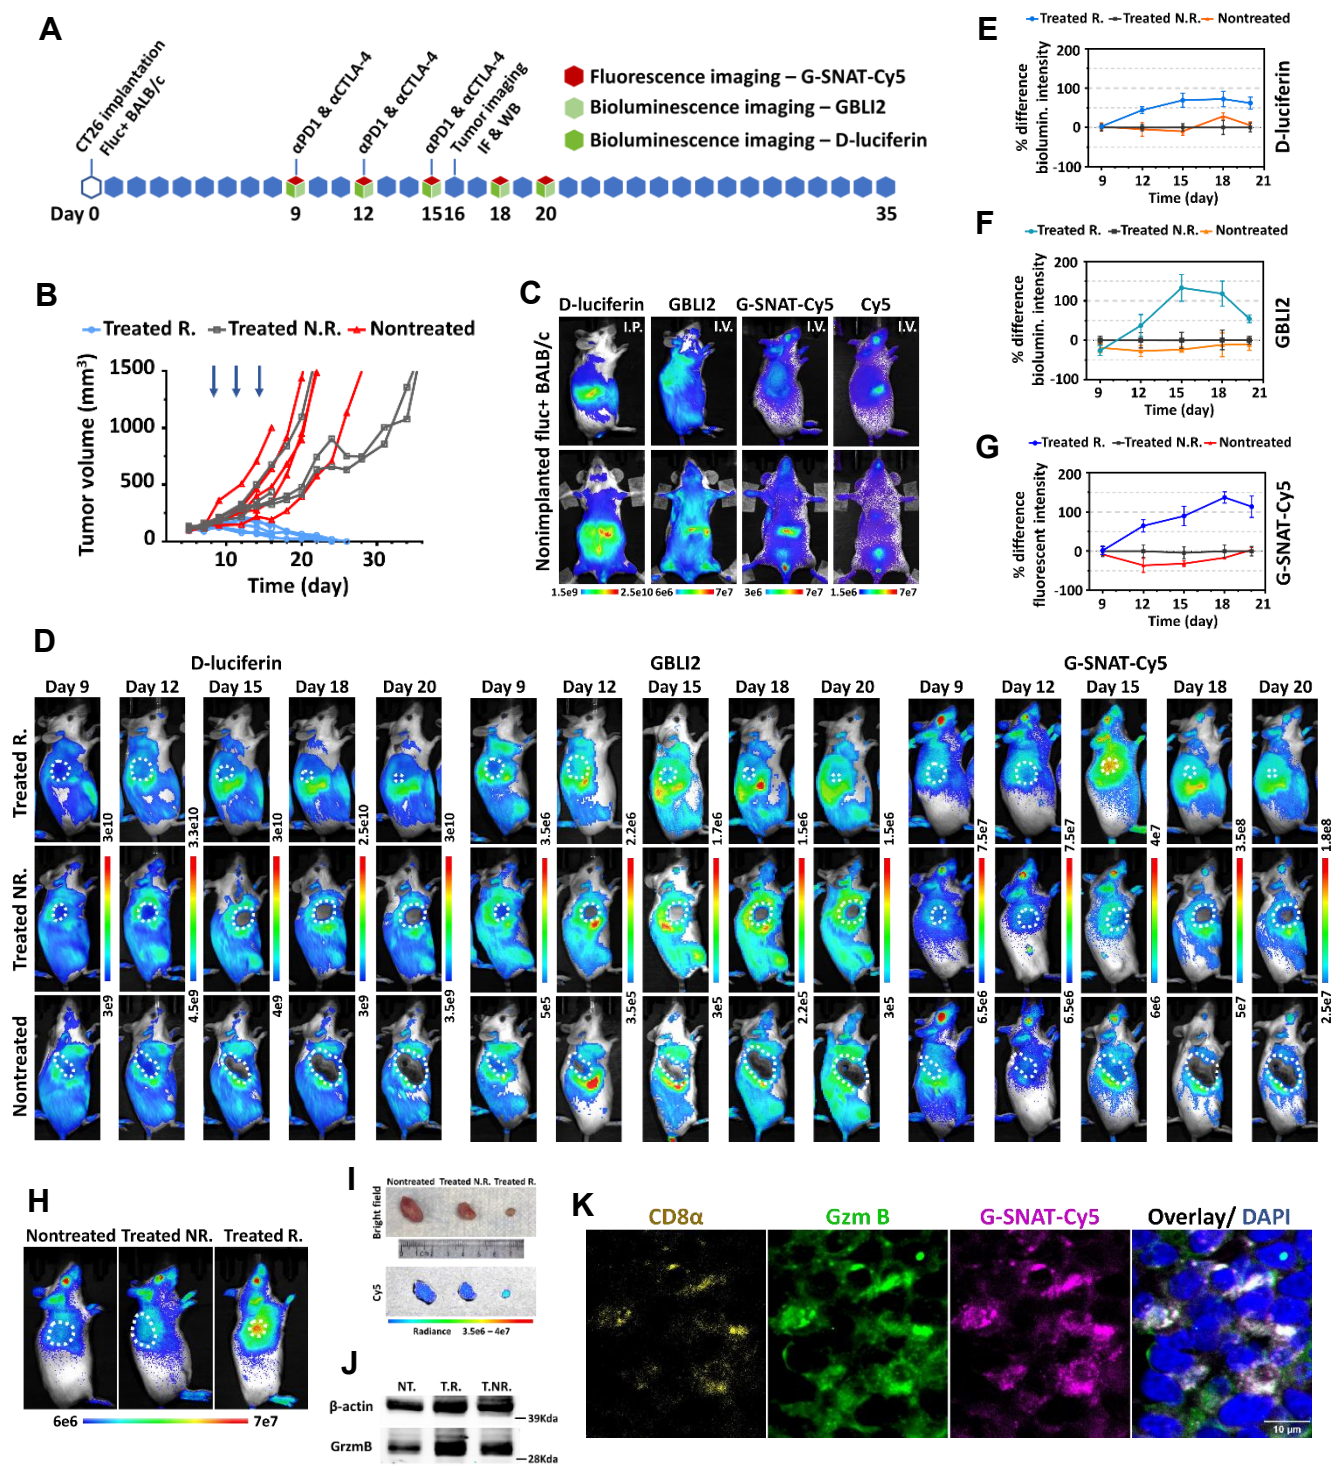 A
CT26 implantation
Fluc+ BALB/c
αPD1 & αCTLA-4
αPD1 & αCTLA-4
αPD1 & αCTLA-4
Tumor imaging
IF & WB
Fluorescence imaging – G-SNAT-Cy5
Bioluminescence imaging – GBLI2
Bioluminescence imaging – D-luciferin
Day 0 9 12 15 16 18 20 35
B
Treated R. Treated N.R. Nontreated
Tumor volume (mm³)
1500
1000
500
0
10 20 30
Time (day)
C
D-luciferin GBLI2 G-SNAT-Cy5 Cy5
I.P. I.V. I.V. I.V.
Nonimplanted fluc+ BALB/c
1.5e9 2.5e10 6e6 7e7 3e6 7e7 1.5e6 7e7
E
Treated R. Treated N.R. Nontreated
% difference
biolumin. intensity
200
100
0
-100
9 12 15 18 21
Time (day)
D-luciferin
F
Treated R. Treated N.R. Nontreated
% difference
biolumin. intensity
200
100
0
-100
9 12 15 18 21
Time (day)
GBLI2
G
Treated R. Treated N.R. Nontreated
% difference
fluorescent intensity
200
100
0
-100
9 12 15 18 21
Time (day)
G-SNAT-Cy5
D
D-luciferin GBLI2 G-SNAT-Cy5
Day 9 Day 12 Day 15 Day 18 Day 20 Day 9 Day 12 Day 15 Day 18 Day 20 Day 9 Day 12 Day 15 Day 18 Day 20
Treated R.
3e10 3.3e10 3e10 2.5e10 3e10 3.5e6 2.2e6 1.7e6 1.5e6 1.5e6 7.5e7 7.5e7 4e7 3.5e8 1.8e8
Treated NR.
3e9 4.5e9 4e9 3e9 3.5e9 5e5 3.5e5 3e5 2.2e5 3e5 6.5e6 6.5e6 6e6 5e7 2.5e7
Nontreated
H
Nontreated Treated NR. Treated R.
6e6 7e7
I
Nontreated Treated N.R. Treated R.
Bright field
Cy5
Radiance 3.5e6 – 4e7
J
NT. T.R. T.NR.
β-actin
39Kda
GrzmB
28Kda
K
CD8α Gzm B G-SNAT-Cy5 Overlay/ DAPI
10 μm